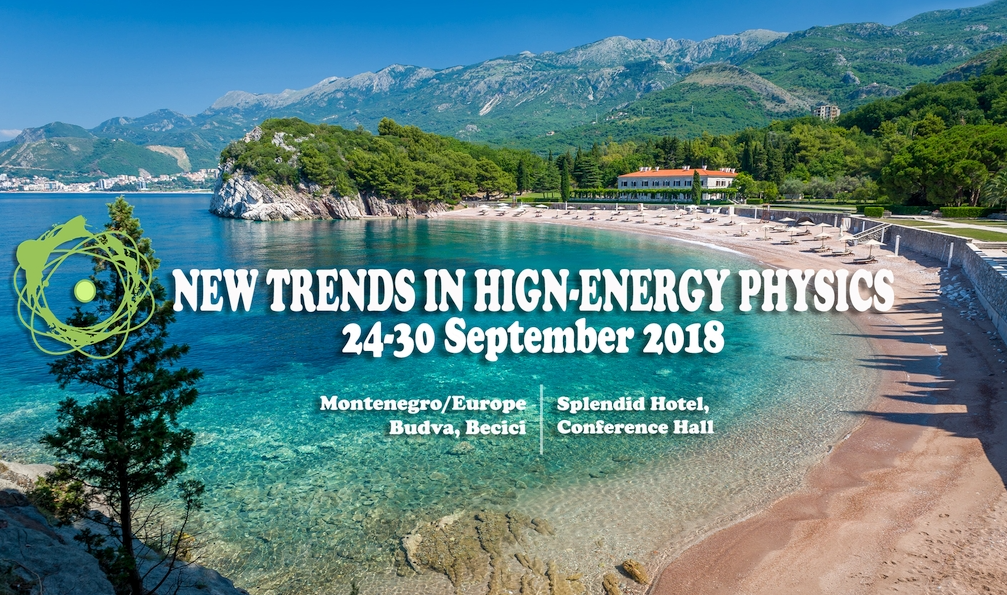 NEW TRENDS IN HIGN-ENERGY PHYSICS
24-30 September 2018
Montenegro/Europe
Budva, Becici
Splendid Hotel,
Conference Hall